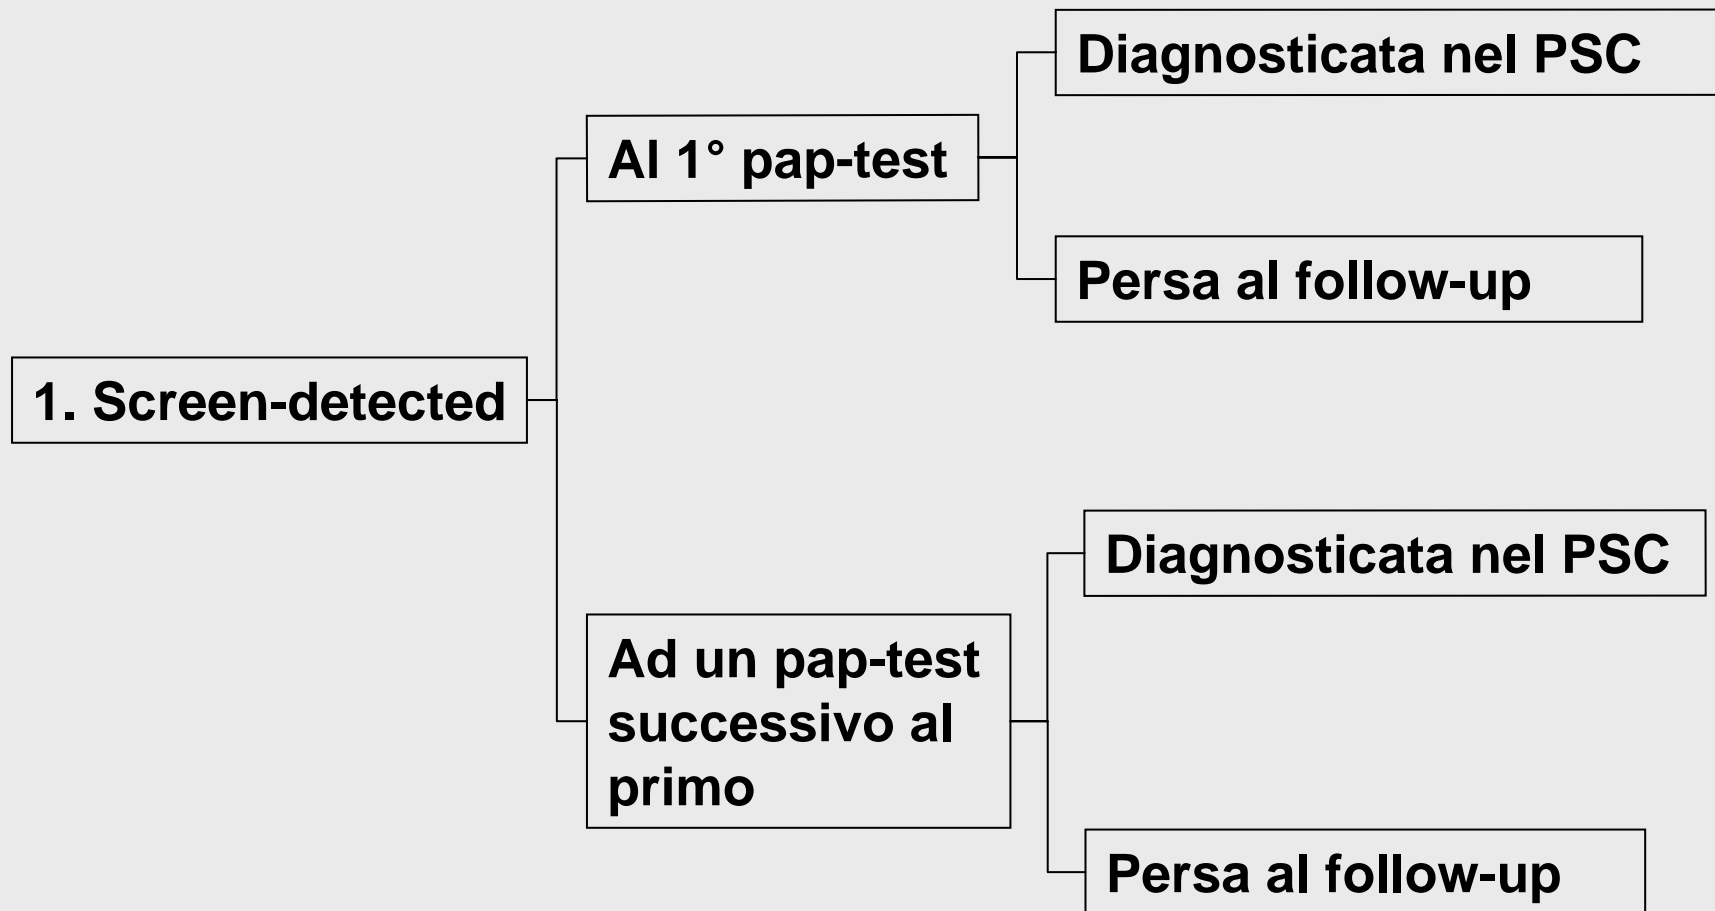 1. Screen-detected
Al 1° pap-test
Diagnosticata nel PSC
Persa al follow-up
Ad un pap-test
successivo al
primo
Diagnosticata nel PSC
Persa al follow-up